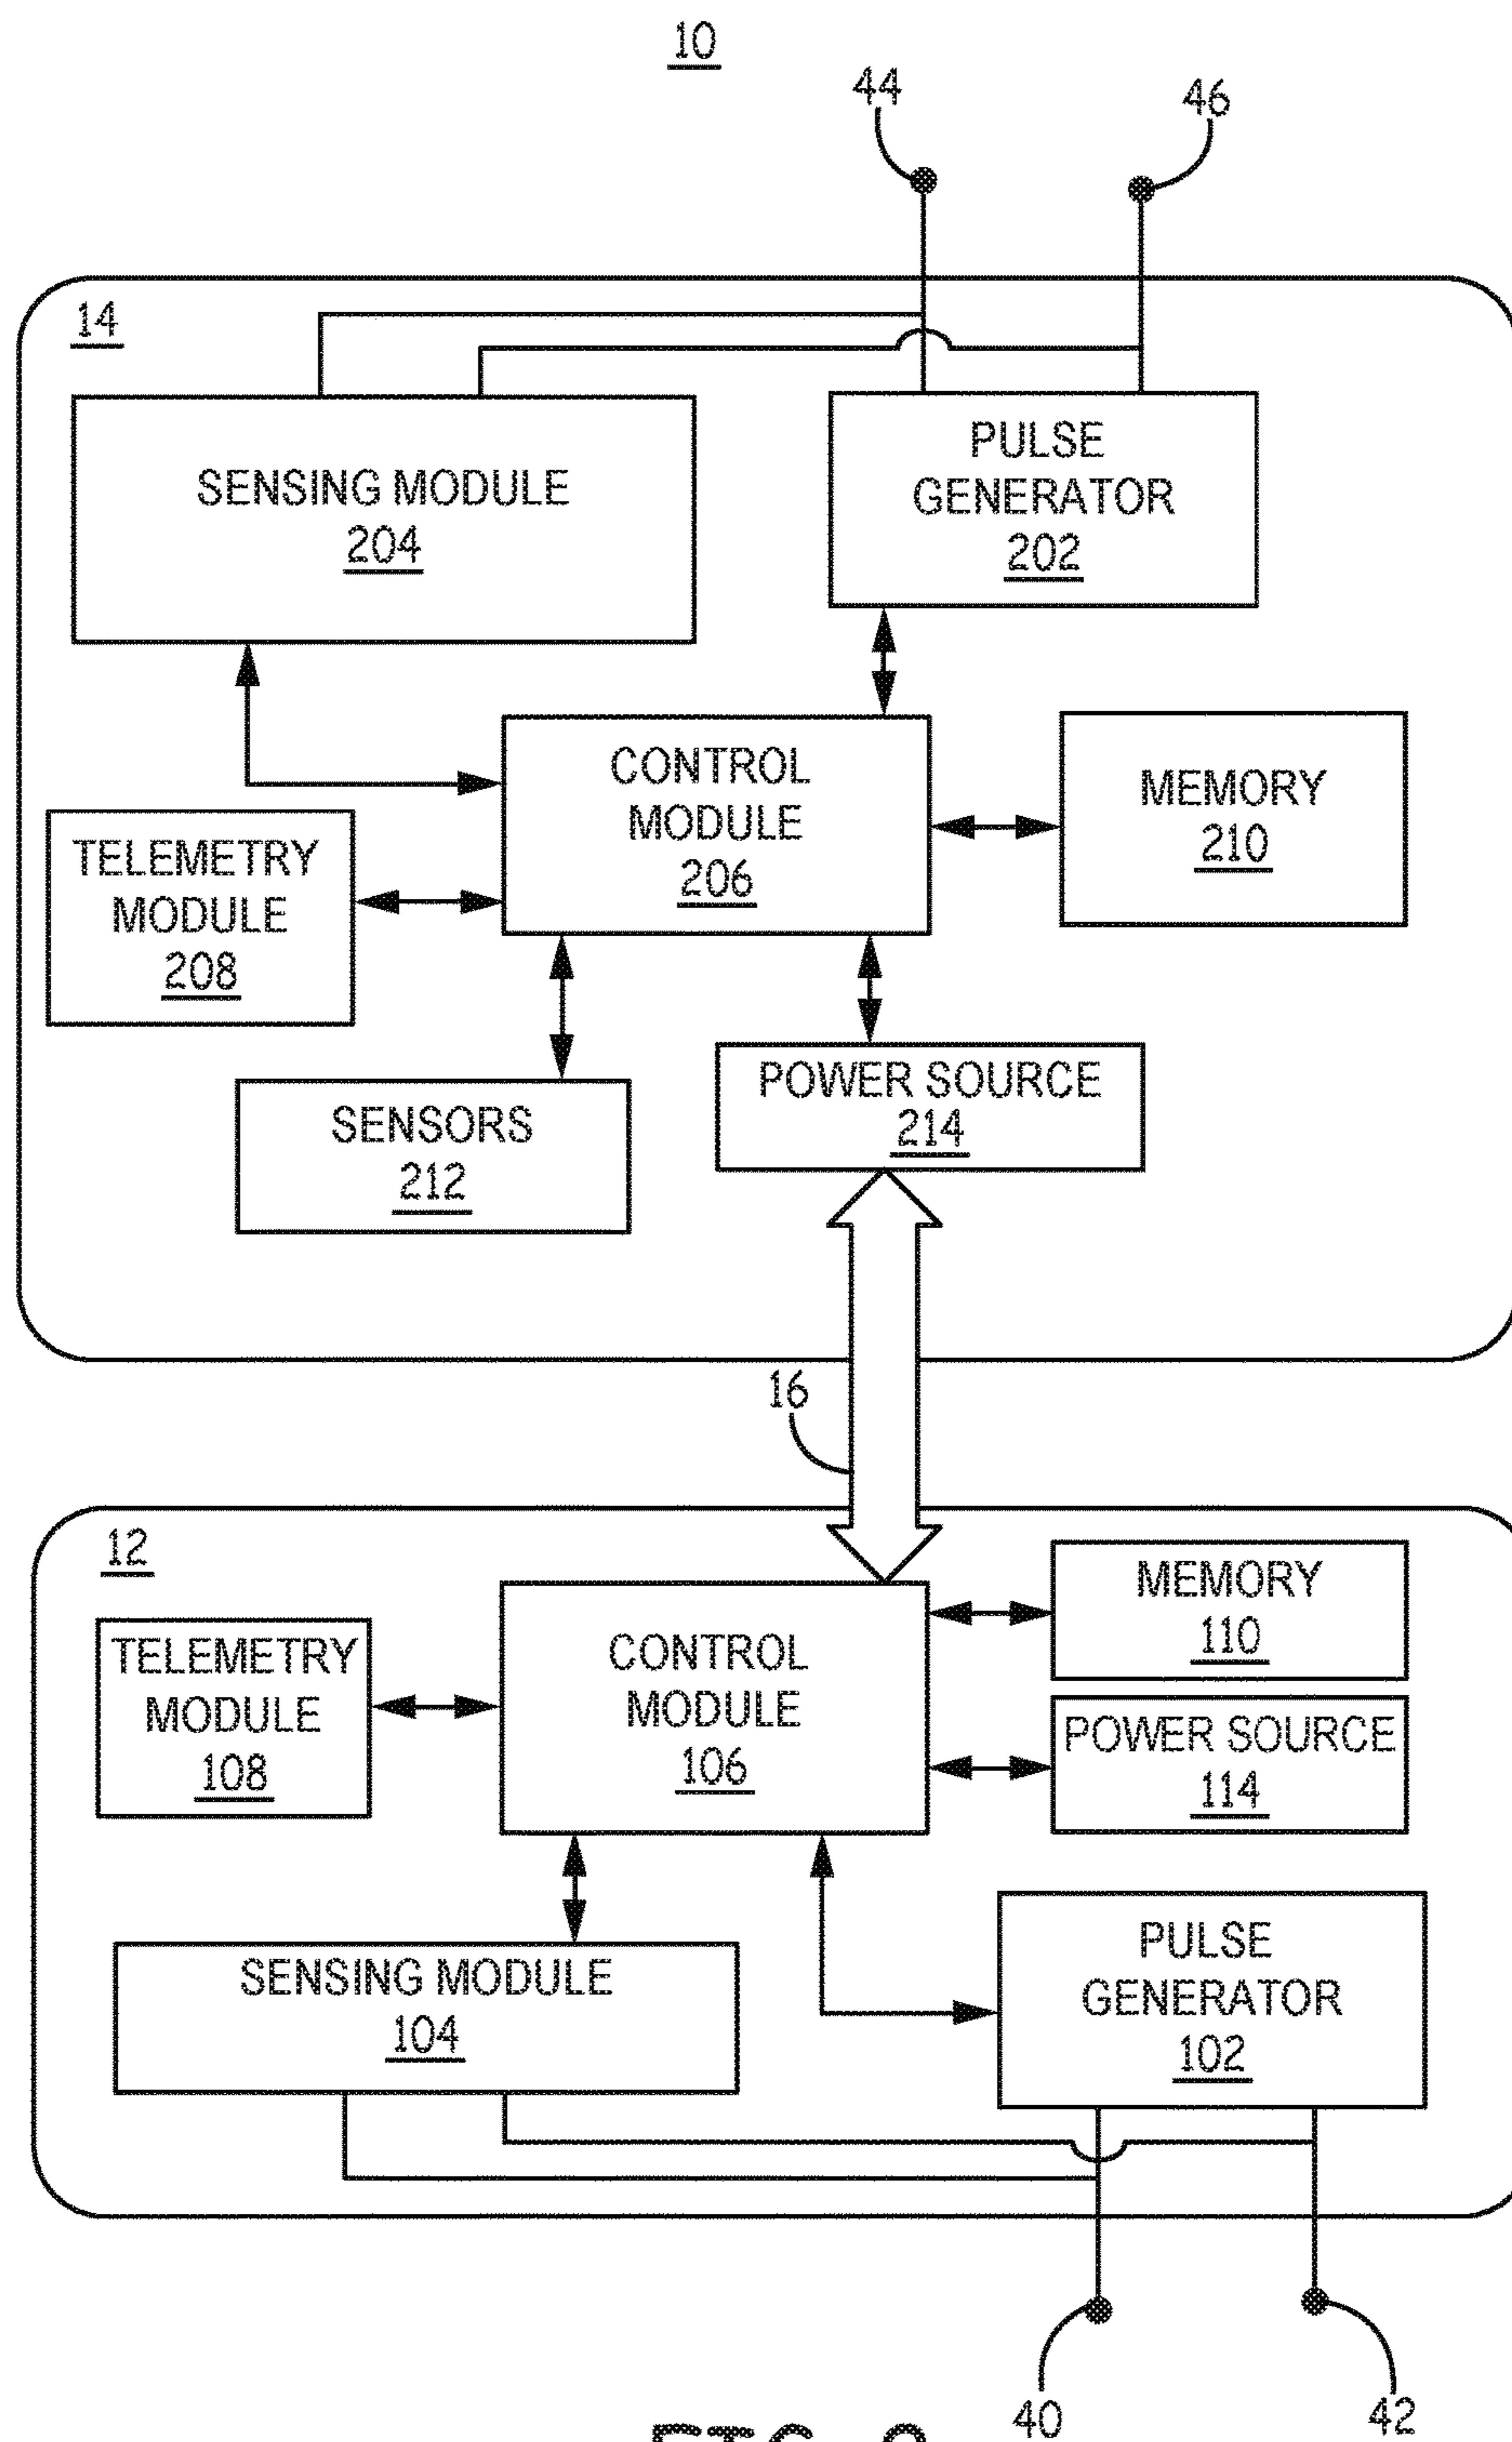 10
44
46
14
SENSING MODULE
204
PULSE
GENERATOR
202
CONTROL
MODULE
206
MEMORY
210
TELEMETRY
MODULE
208
POWER SOURCE
214
SENSORS
212
16
12
MEMORY
110
TELEMETRY
MODULE
108
CONTROL
MODULE
106
POWER SOURCE
114
SENSING MODULE
104
PULSE
GENERATOR
102
40
42